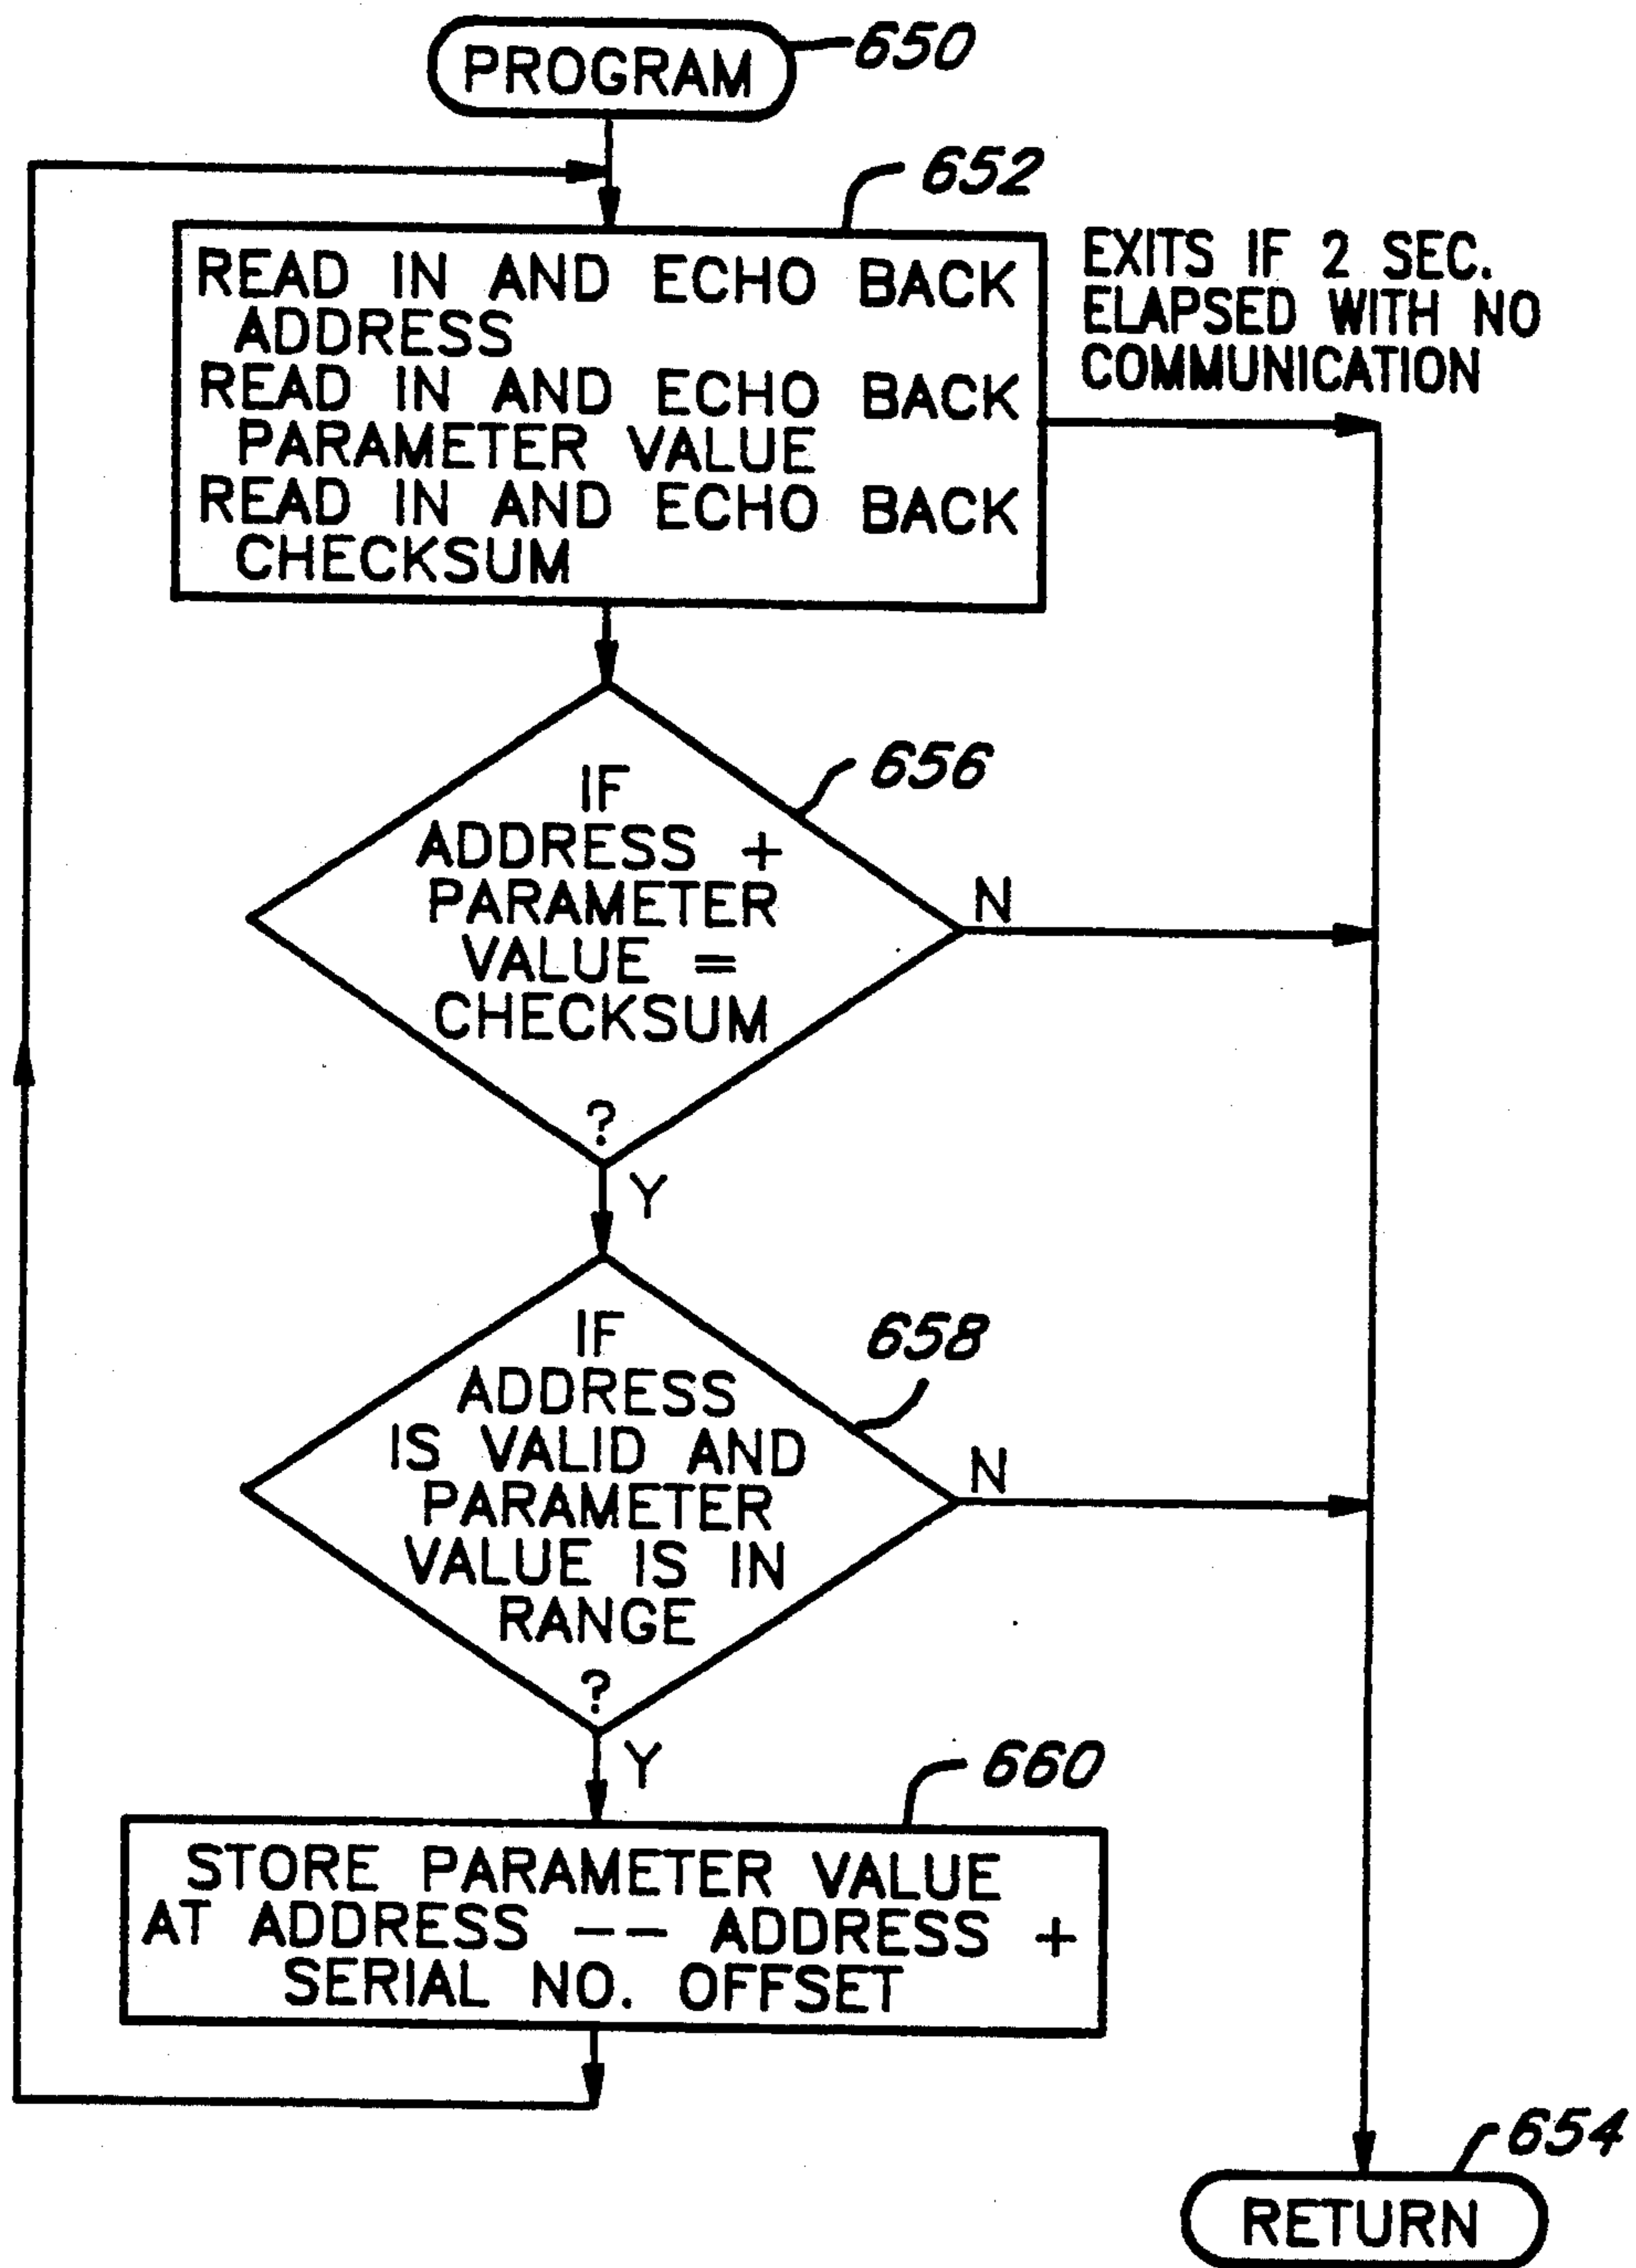 PROGRAM
650
652
READ IN AND ECHO BACK
ADDRESS
READ IN AND ECHO BACK
PARAMETER VALUE
READ IN AND ECHO BACK
CHECKSUM
EXITS IF 2 SEC.
ELAPSED WITH NO
COMMUNICATION
656
IF
ADDRESS +
PARAMETER
VALUE =
CHECKSUM
?
N
Y
658
IF
ADDRESS
IS VALID AND
PARAMETER
VALUE IS IN
RANGE
?
N
Y
660
STORE PARAMETER VALUE
AT ADDRESS -- ADDRESS +
SERIAL NO. OFFSET
654
RETURN